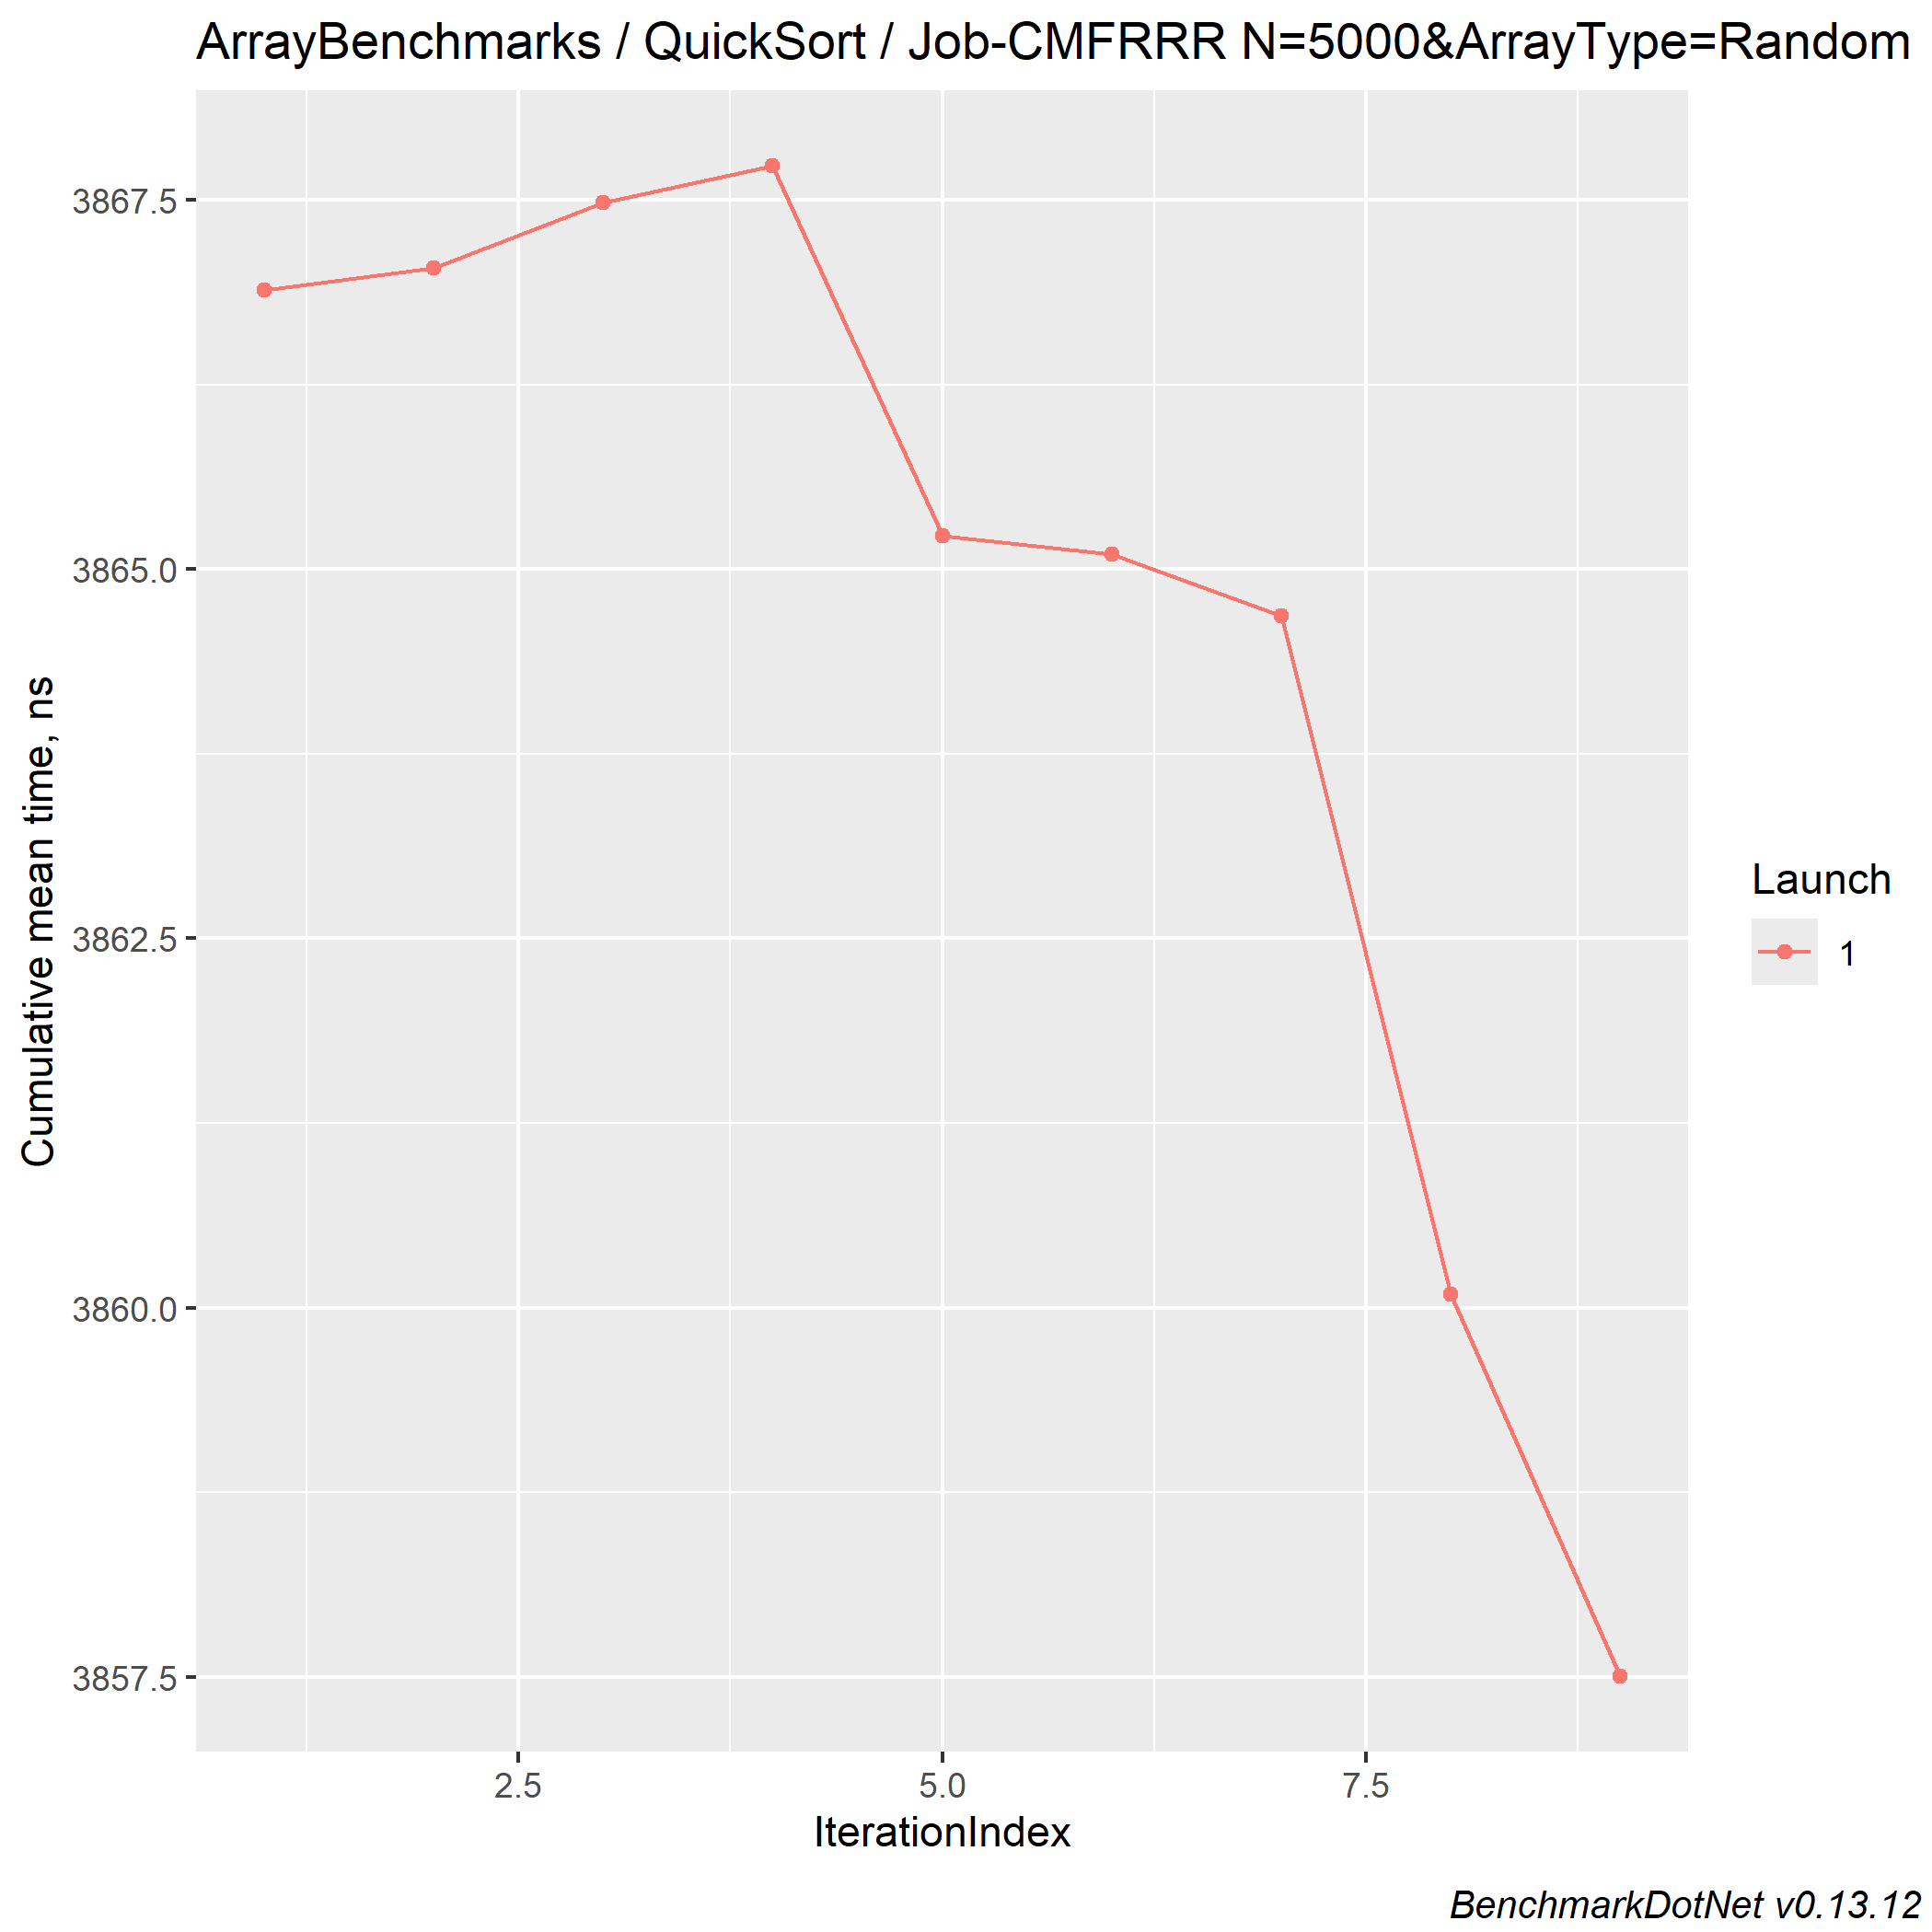 ArrayBenchmarks / QuickSort / Job-CMFRRR N=5000&ArrayType=Random
Cumulative mean time, ns
3867.5
3865.0
3862.5
3860.0
3857.5
2.5
5.0
7.5
IterationIndex
Launch
1
BenchmarkDotNet v0.13.12